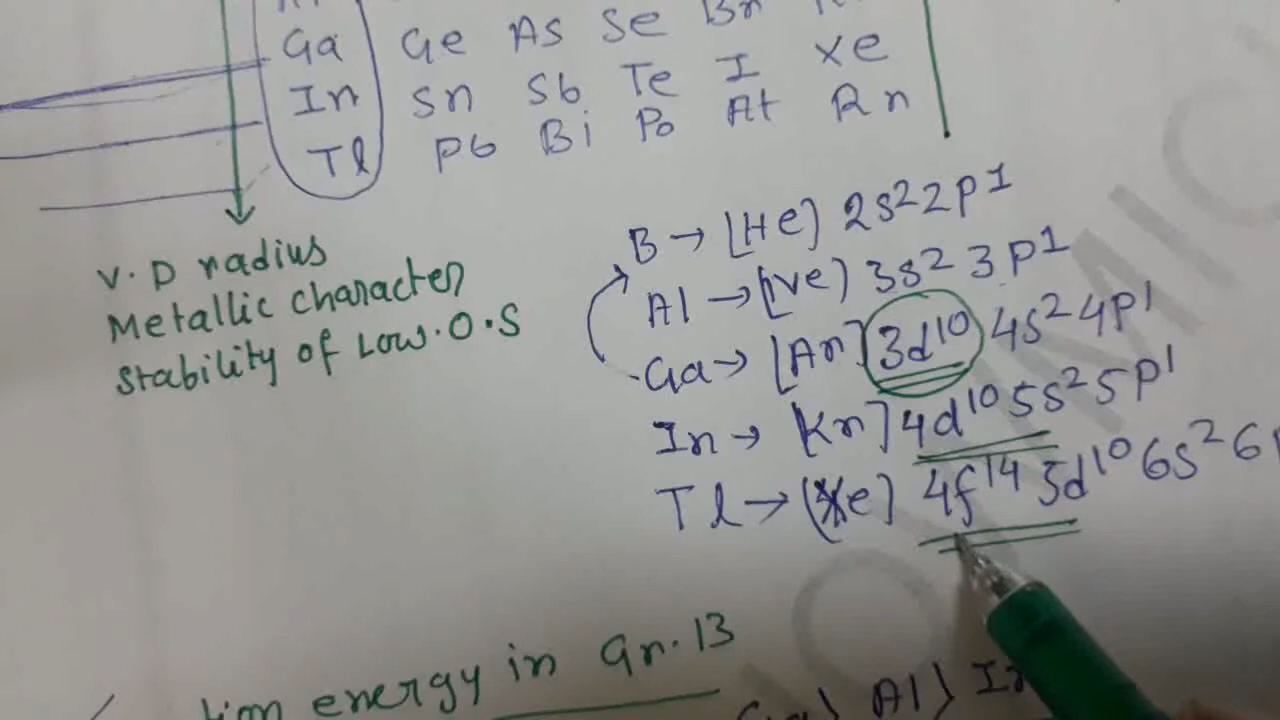 Ga Ge As Se Br
In Sn Sb Te I Xe
Tl Pb Bi Po At Rn
V.D radius
Metallic character
Stability of Low.O.S
B → [He] 2s² 2p¹
Al → [Ne] 3s² 3p¹
Ga → [Ar] 3d¹⁰ 4s² 4p¹
In → [Kr] 4d¹⁰ 5s² 5p¹
Tl → [Xe] 4f¹⁴ 5d¹⁰ 6s² 6
energy in Gr.13
Al > In